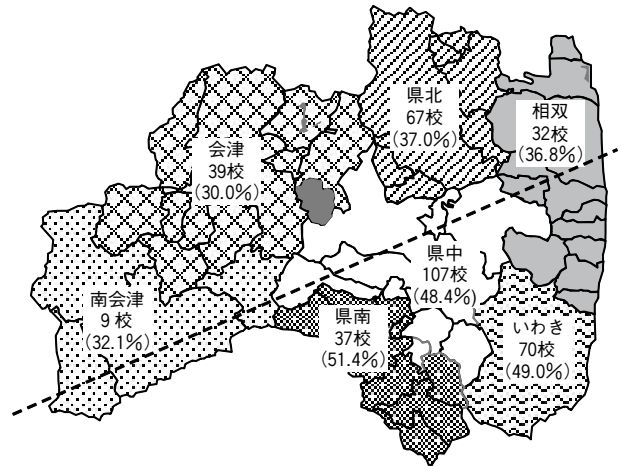 県北
67校
(37.0%)
相双
32校
(36.8%)
会津
39校
(30.0%)
県中
107校
(48.4%)
南会津
9校
(32.1%)
県南
37校
(51.4%)
いわき
70校
(49.0%)